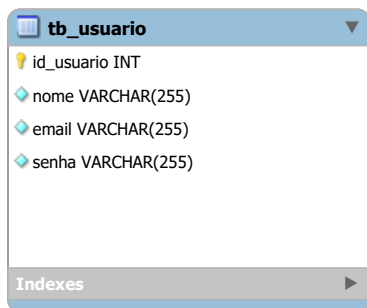 tb_usuario
id_usuario INT
nome VARCHAR(255)
email VARCHAR(255)
senha VARCHAR(255)
Indexes